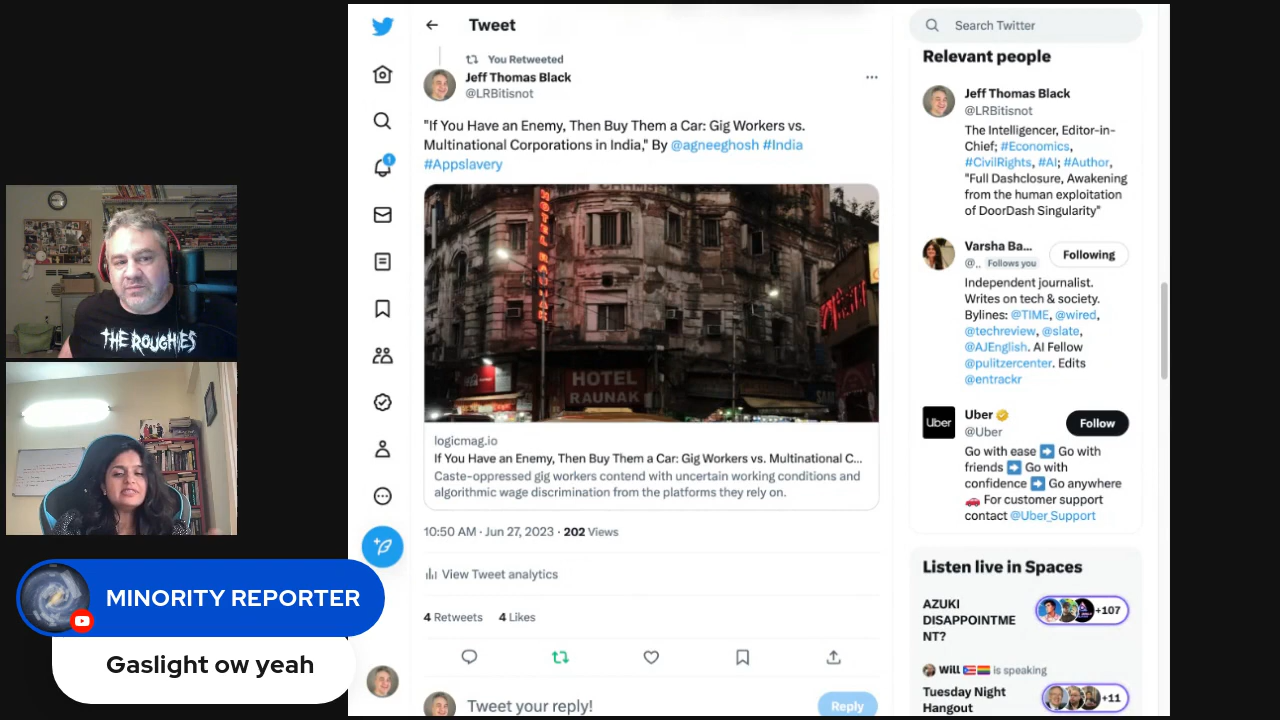 THE ROUGHIES
MINORITY REPORTER
Gaslight ow yeah
Tweet
You Retweeted
Jeff Thomas Black
@LRBitisnot
"If You Have an Enemy, Then Buy Them a Car: Gig Workers vs.
Multinational Corporations in India," By @agneeghosh #India
#Appslavery
HOTEL RAUNAK
HOTEL
RAUNAK
logicmag.io
If You Have an Enemy, Then Buy Them a Car: Gig Workers vs. Multinational C...
Caste-oppressed gig workers contend with uncertain working conditions and
algorithmic wage discrimination from the platforms they rely on.
10:50 AM · Jun 27, 2023 · 202 Views
View Tweet analytics
4 Retweets 4 Likes
Tweet your reply!
Reply
1
Search Twitter
Relevant people
Jeff Thomas Black
@LRBitisnot
The Intelligencer, Editor-in-
Chief; #Economics,
#CivilRights, #AI; #Author,
"Full Dashclosure, Awakening
from the human exploitation
of DoorDash Singularity"
Varsha Ba...
@.. Follows you
Following
Independent journalist.
Writes on tech & society.
Bylines: @TIME, @wired,
@techreview, @slate,
@AJEnglish. AI Fellow
@pulitzercenter. Edits
@entrackr
Uber
Uber
@Uber
Follow
Go with ease ➡️ Go with
friends ➡️ Go with
confidence ➡️ Go anywhere
🚗 For customer support
contact @Uber_Support
Listen live in Spaces
AZUKI
DISAPPOINTME
NT?
+107
Will 🇵🇷🏳️‍🌈 is speaking
Tuesday Night
Hangout
+11